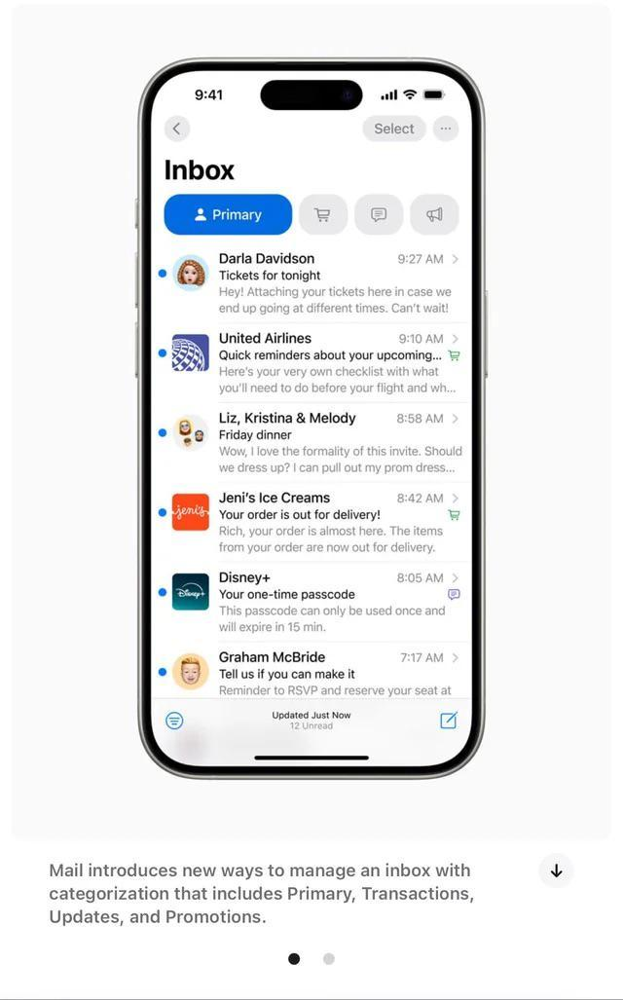 9:41
Select
Inbox
Primary
Darla Davidson 9:27 AM
Tickets for tonight
Hey! Attaching your tickets here in case we
end up going at different times. Can't wait!
United Airlines 9:10 AM
Quick reminders about your upcoming...
Here's your very own checklist with what
you'll need to do before your flight and wh...
Liz, Kristina & Melody 8:58 AM
Friday dinner
Wow, I love the formality of this invite. Should
we dress up? I can pull out my prom dress...
jeni's
Jeni's Ice Creams 8:42 AM
Your order is out for delivery!
Rich, your order is almost here. The items
from your order are now out for delivery.
Disney+
Disney+ 8:05 AM
Your one-time passcode
This passcode can only be used once and
will expire in 15 min.
Graham McBride 7:17 AM
Tell us if you can make it
Reminder to RSVP and reserve your seat at
Updated Just Now
12 Unread
Mail introduces new ways to manage an inbox with
categorization that includes Primary, Transactions,
Updates, and Promotions.